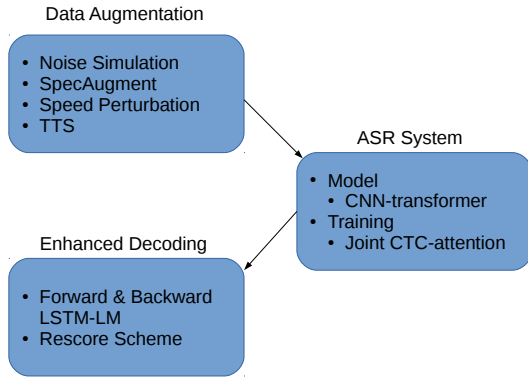 Data Augmentation
• Noise Simulation
• SpecAugment
• Speed Perturbation
• TTS
ASR System
• Model
• CNN-transformer
• Training
• Joint CTC-attention
Enhanced Decoding
• Forward & Backward
LSTM-LM
• Rescore Scheme